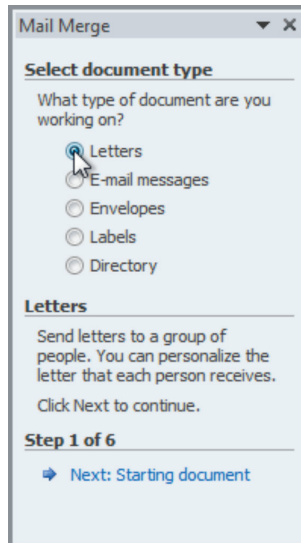 Mail Merge
Select document type
What type of document are you
working on?
Letters
E-mail messages
Envelopes
Labels
Directory
Letters
Send letters to a group of
people. You can personalize the
letter that each person receives.
Click Next to continue.
Step 1 of 6
Next: Starting document